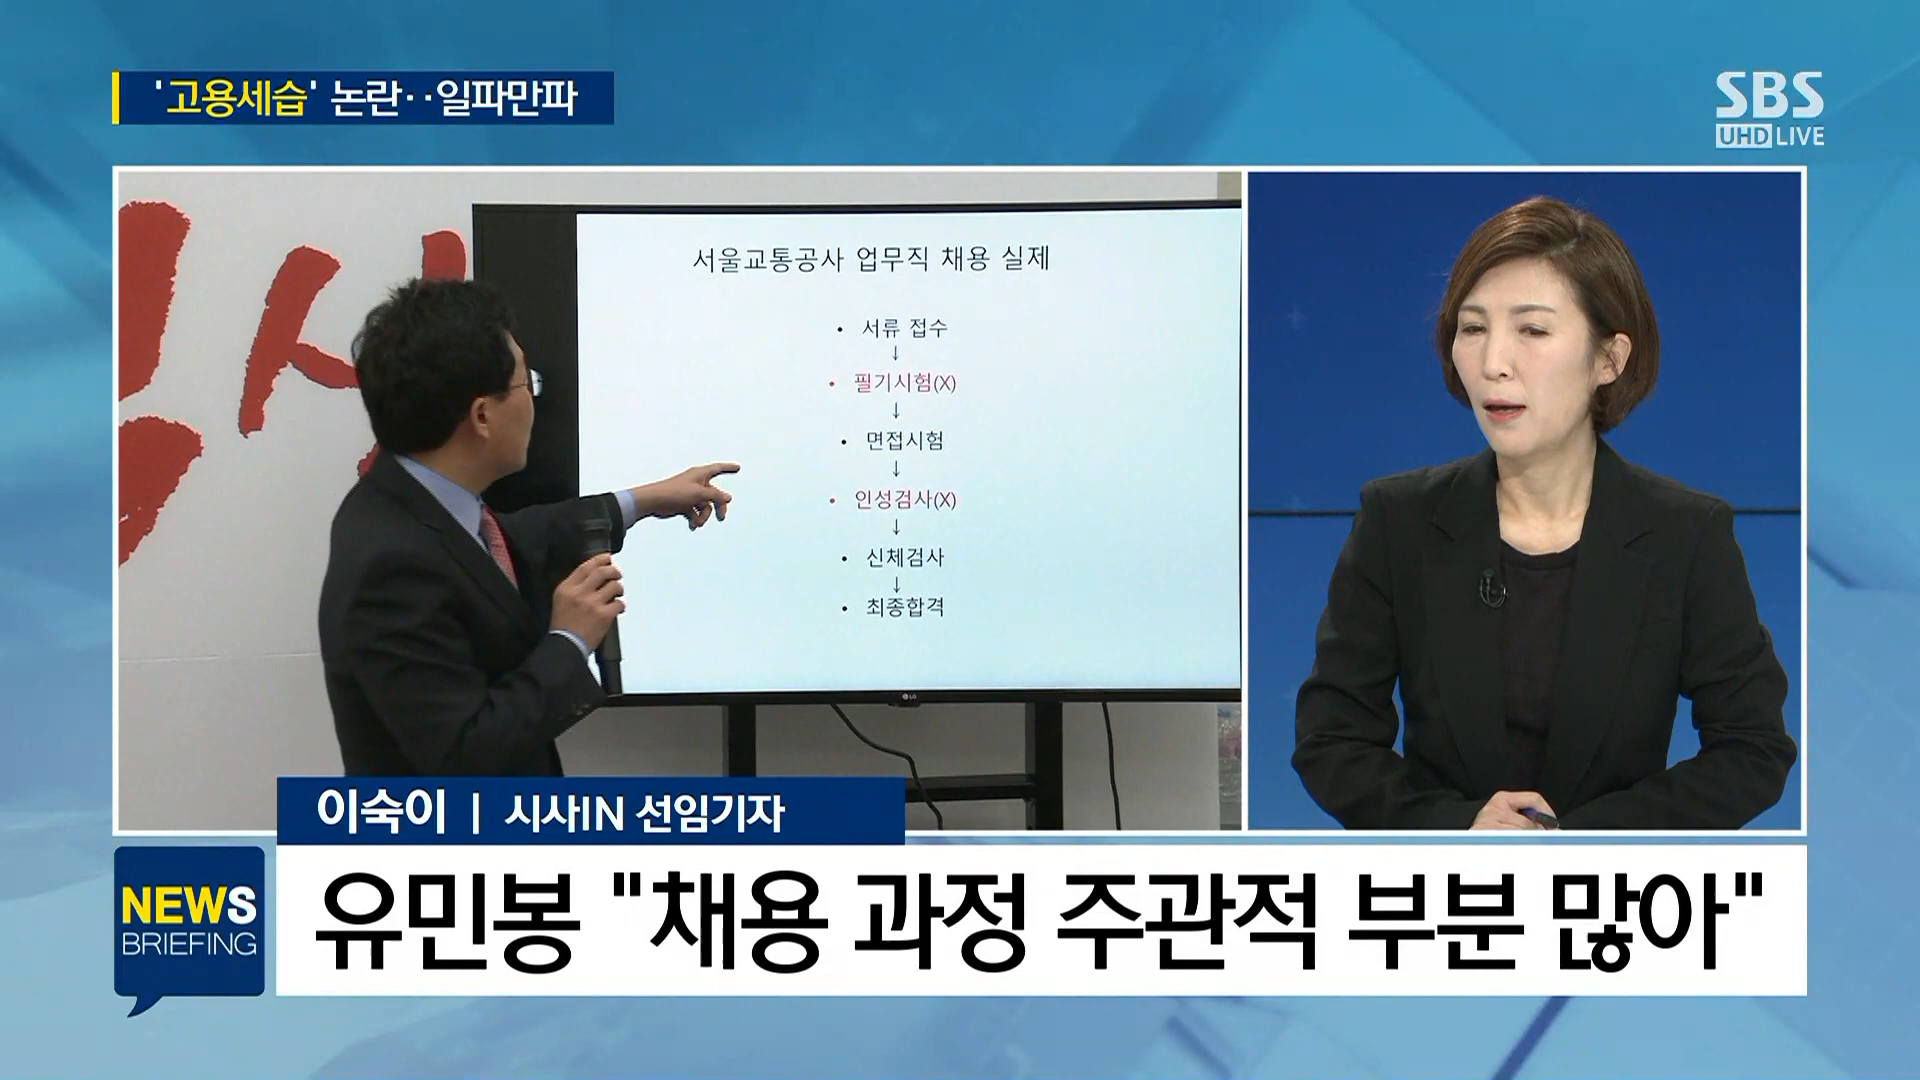 '고용세습' 논란‥일파만파
SBS
UHD LIVE
서울교통공사 업무직 채용 실제
• 서류 접수
↓
• 필기시험(X)
↓
• 면접시험
↓
• 인성검사(X)
↓
• 신체검사
↓
• 최종합격
LG
이숙이 | 시사IN 선임기자
NEWS
BRIEFING
유민봉 "채용 과정 주관적 부분 많아"